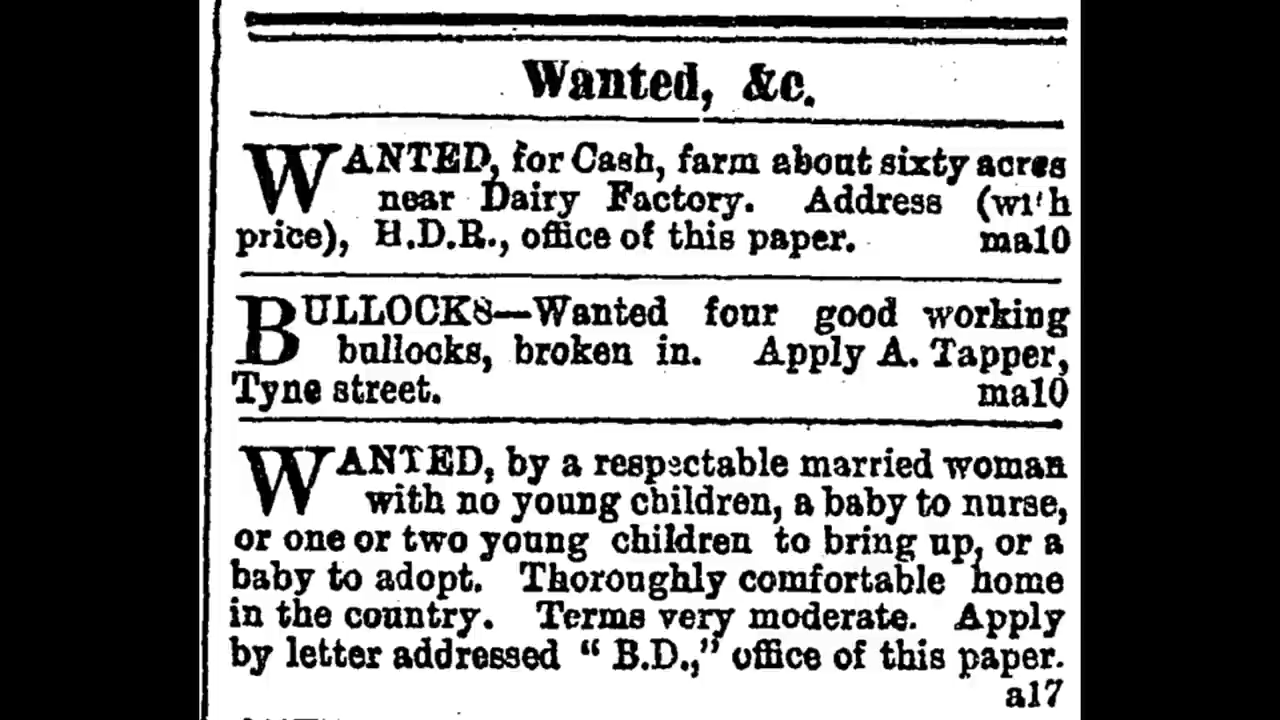 Wanted, &c.
WANTED, for Cash, farm about sixty acres
near Dairy Factory. Address (with
price), H.D.R., office of this paper. ma10
BULLOCKS—Wanted four good working
bullocks, broken in. Apply A. Tapper,
Tyne street. ma10
WANTED, by a respectable married woman
with no young children, a baby to nurse,
or one or two young children to bring up, or a
baby to adopt. Thoroughly comfortable home
in the country. Terms very moderate. Apply
by letter addressed “ B.D.,” office of this paper.
a17